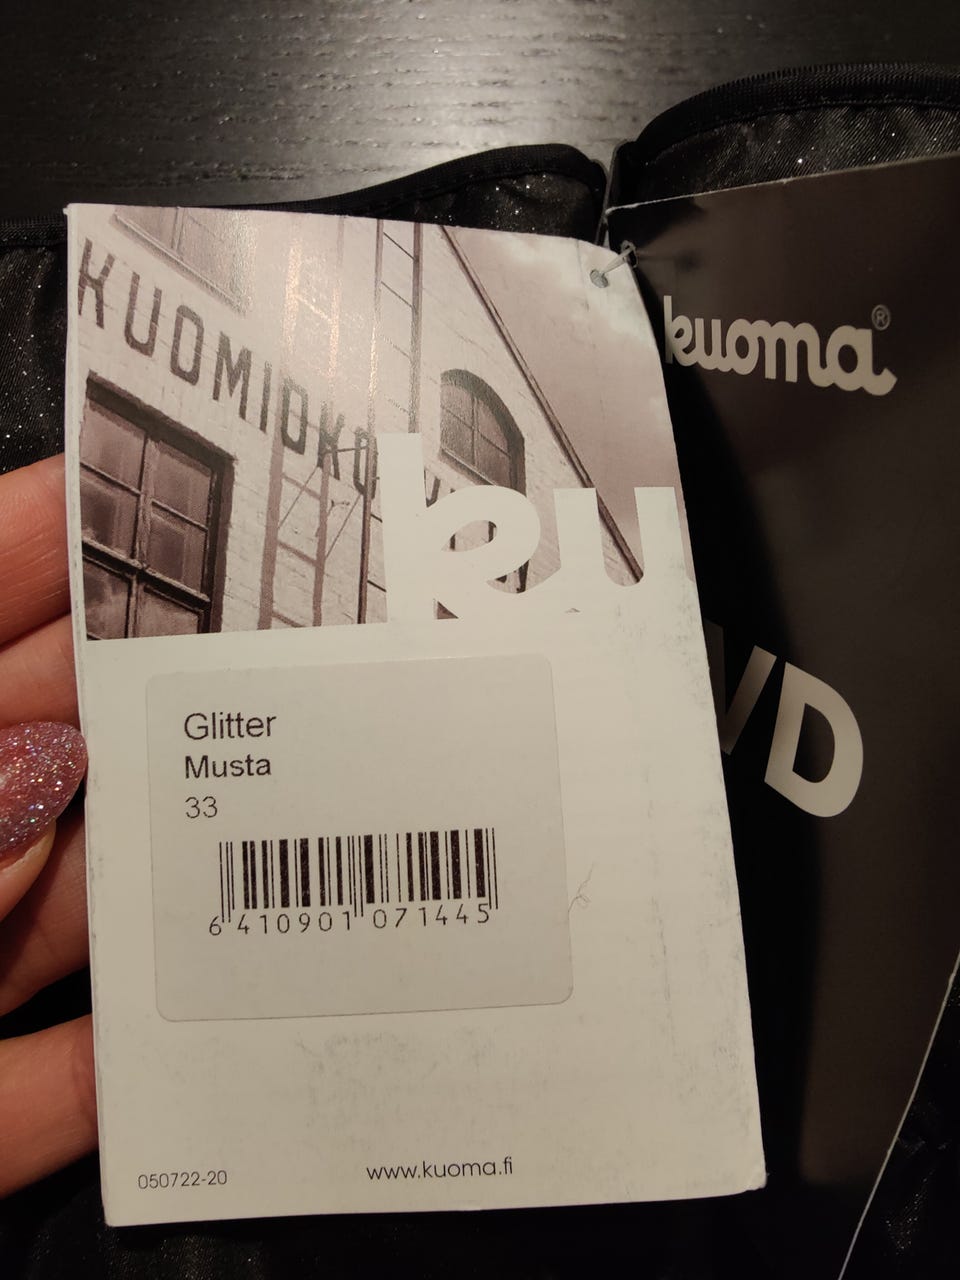 KUOMIOKO
ku
kuoma®
VD
Glitter
Musta
33
6 410901 071445
050722-20
www.kuoma.fi